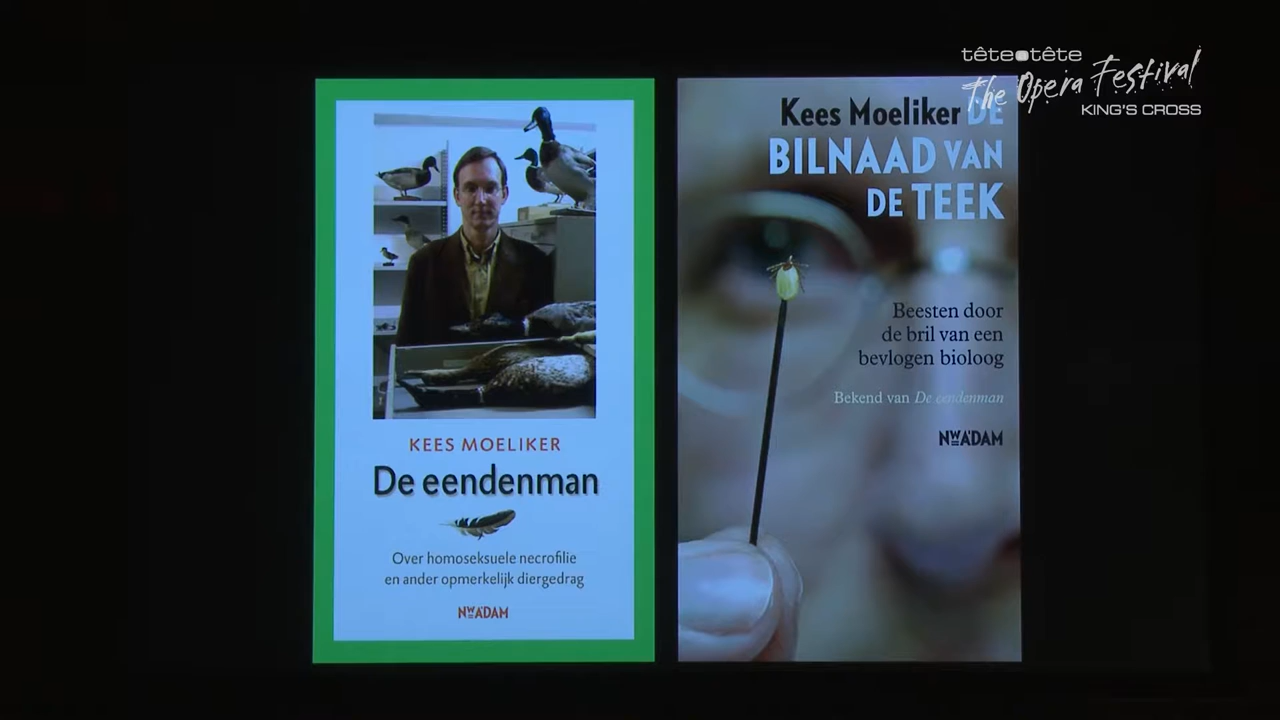 tête●tête
The Opera Festival
KING'S CROSS
KEES MOELIKER
De eendenman
Over homoseksuele necrofilie
en ander opmerkelijk diergedrag
NW ADAM
Kees Moeliker DE
BILNAAD VAN
DE TEEK
Beesten door
de bril van een
bevlogen bioloog
Bekend van De eendenman
NW ADAM